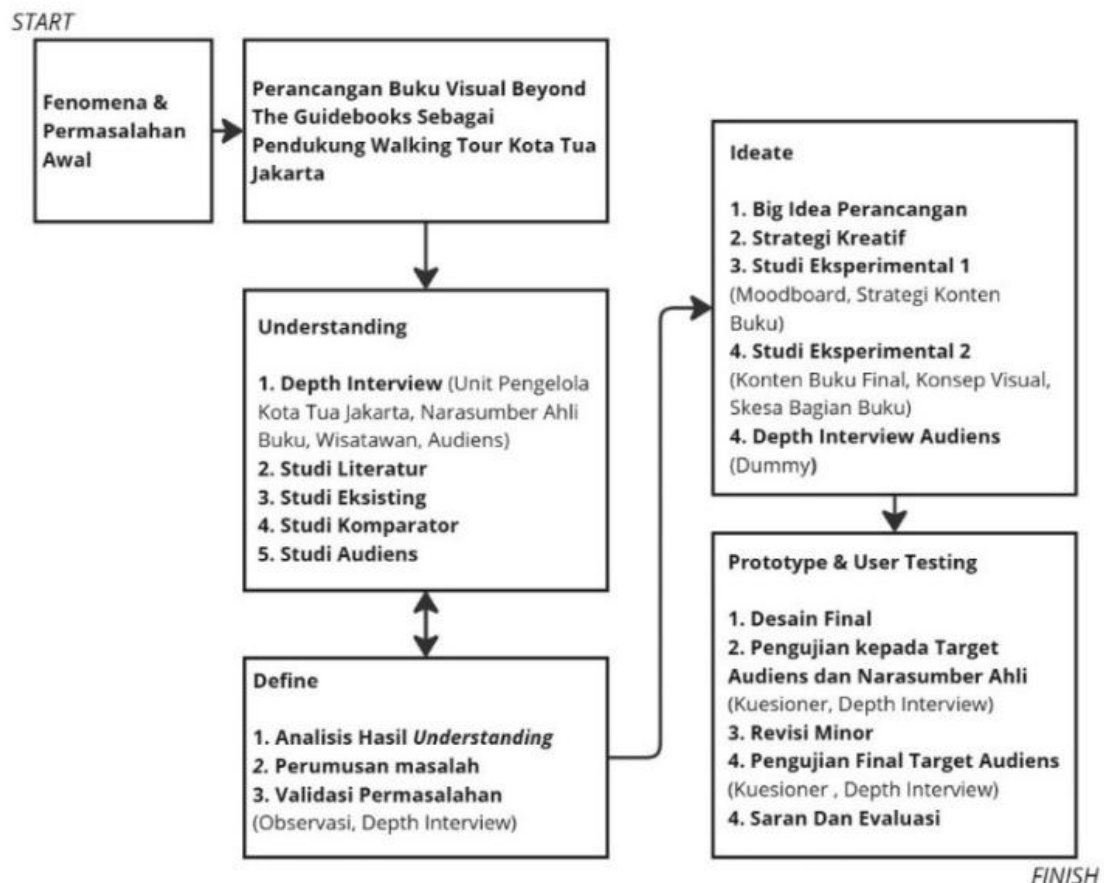 START
Fenomena &
Permasalahan
Awal
Perancangan Buku Visual Beyond
The Guidebooks Sebagai
Pendukung Walking Tour Kota Tua
Jakarta
Understanding
1. Depth Interview (Unit Pengelola
Kota Tua Jakarta, Narasumber Ahli
Buku, Wisatawan, Audiens)
2. Studi Literatur
3. Studi Eksisting
4. Studi Komparator
5. Studi Audiens
Define
1. Analisis Hasil Understanding
2. Perumusan masalah
3. Validasi Permasalahan
(Observasi, Depth Interview)
Ideate
1. Big Idea Perancangan
2. Strategi Kreatif
3. Studi Eksperimental 1
(Moodboard, Strategi Konten
Buku)
4. Studi Eksperimental 2
(Konten Buku Final, Konsep Visual,
Skesa Bagian Buku)
4. Depth Interview Audiens
(Dummy)
Prototype & User Testing
1. Desain Final
2. Pengujian kepada Target
Audiens dan Narasumber Ahli
(Kuesioner, Depth Interview)
3. Revisi Minor
4. Pengujian Final Target Audiens
(Kuesioner , Depth Interview)
4. Saran Dan Evaluasi
FINISH